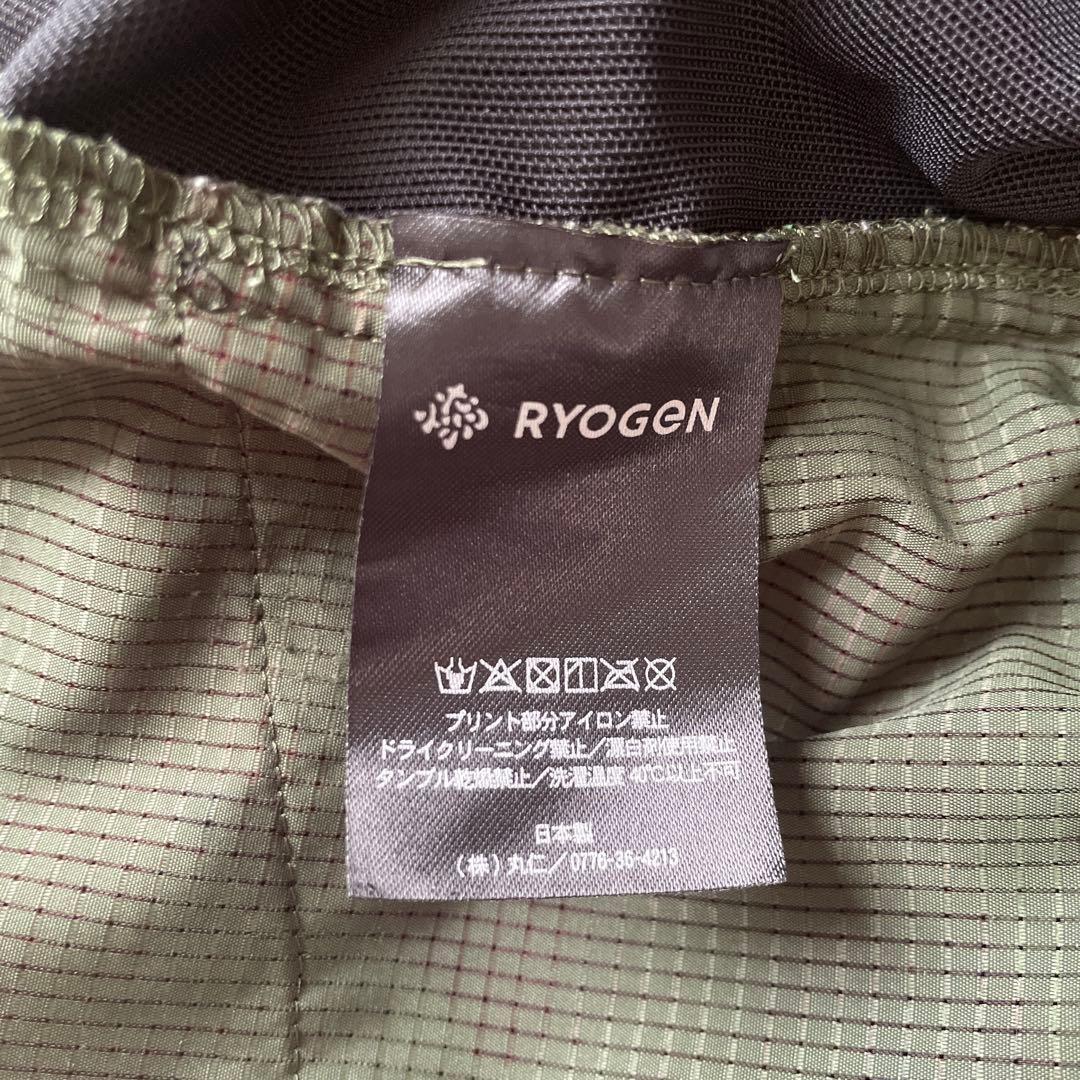 RYOGEN
プリント部分アイロン禁止
ドライクリーニング禁止/漂白剤使用禁止
タンブル乾燥禁止/洗濯温度 40℃以上不可
日本製
(株)丸仁/0776-36-4213